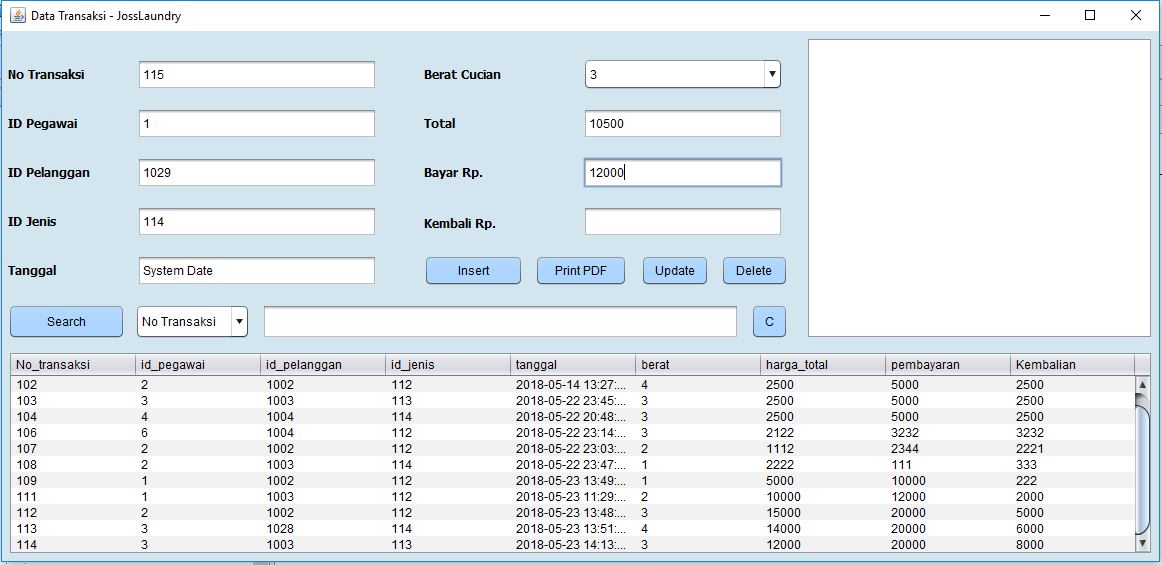 Data Transaksi - JossLaundry
No Transaksi 115 Berat Cucian 3
ID Pegawai 1 Total 10500
ID Pelanggan 1029 Bayar Rp. 12000
ID Jenis 114 Kembali Rp.
Tanggal System Date Insert Print PDF Update Delete
Search No Transaksi C
No_transaksi id_pegawai id_pelanggan id_jenis tanggal berat harga_total pembayaran Kembalian
102 2 1002 112 2018-05-14 13:27:... 4 2500 5000 2500
103 3 1003 113 2018-05-22 23:45:... 3 2500 5000 2500
104 4 1004 114 2018-05-22 20:48:... 3 2500 5000 2500
106 6 1004 112 2018-05-22 23:14:... 3 2122 3232 3232
107 2 1002 112 2018-05-22 23:03:... 2 1112 2344 2221
108 2 1003 114 2018-05-22 23:47:... 1 2222 111 333
109 1 1002 112 2018-05-23 13:49:... 1 5000 10000 222
111 1 1003 112 2018-05-23 11:29:... 2 10000 12000 2000
112 2 1002 112 2018-05-23 13:48:... 3 15000 20000 5000
113 3 1028 114 2018-05-23 13:51:... 4 14000 20000 6000
114 3 1003 113 2018-05-23 14:13:... 3 12000 20000 8000